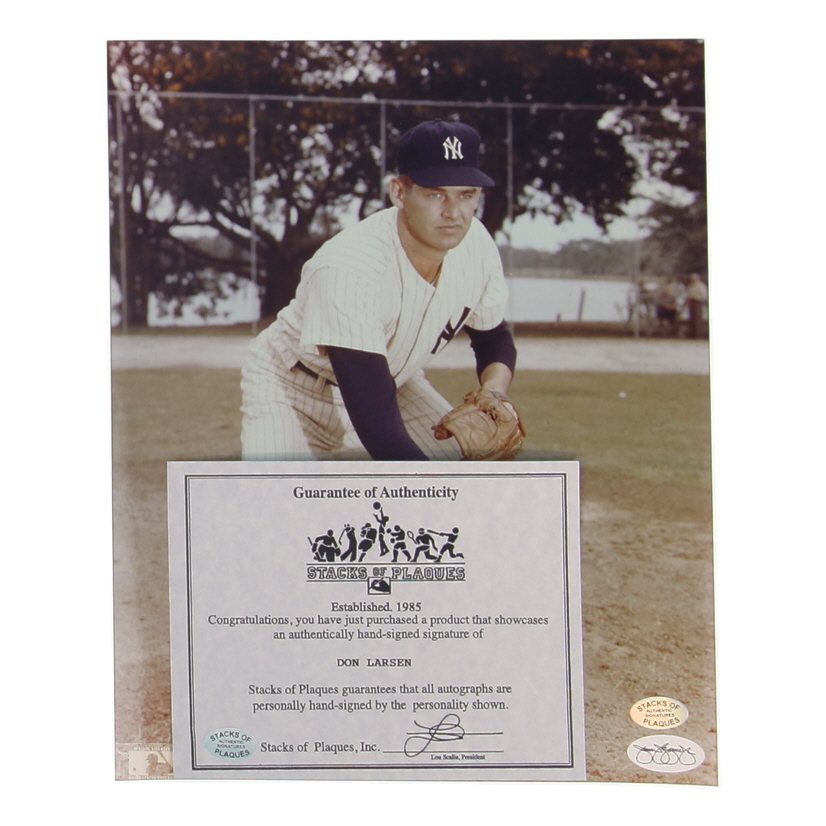 NY
NY
Guarantee of Authenticity
STACKS OF PLAQUES
Established. 1985
Congratulations, you have just purchased a product that showcases
an authentically hand-signed signature of
DON LARSEN
Stacks of Plaques guarantees that all autographs are
personally hand-signed by the personality shown.
STACKS OF
AUTHENTIC
SIGNATURES
PLAQUES
Stacks of Plaques, Inc.
Lou Scalia, President
STACKS OF
AUTHENTIC
SIGNATURES
PLAQUES